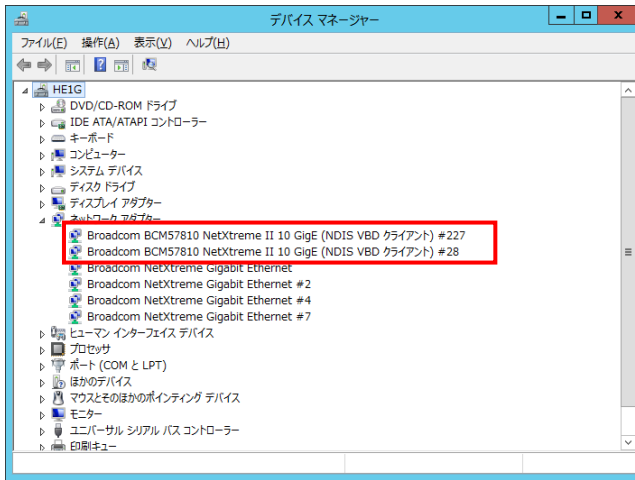 デバイス マネージャー
ファイル(F) 操作(A) 表示(V) ヘルプ(H)
HE1G
DVD/CD-ROM ドライブ
IDE ATA/ATAPI コントローラー
キーボード
コンピューター
システム デバイス
ディスク ドライブ
ディスプレイ アダプター
ネットワーク アダプター
Broadcom BCM57810 NetXtreme II 10 GigE (NDIS VBD クライアント) #227
Broadcom BCM57810 NetXtreme II 10 GigE (NDIS VBD クライアント) #28
Broadcom NetXtreme Gigabit Ethernet
Broadcom NetXtreme Gigabit Ethernet #2
Broadcom NetXtreme Gigabit Ethernet #4
Broadcom NetXtreme Gigabit Ethernet #7
ヒューマン インターフェイス デバイス
プロセッサ
ポート (COM と LPT)
ほかのデバイス
マウスとそのほかのポインティング デバイス
モニター
ユニバーサル シリアル バス コントローラー
印刷キュー